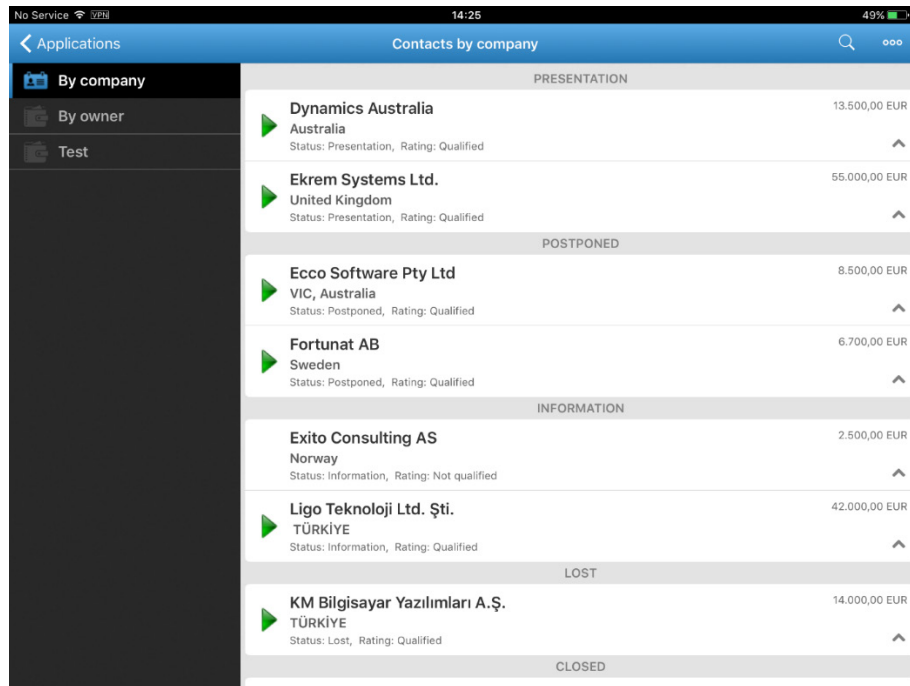 No Service VPN 14:25 49%
Applications Contacts by company
By company
By owner
Test
PRESENTATION
Dynamics Australia 13.500,00 EUR
Australia
Status: Presentation, Rating: Qualified
Ekrem Systems Ltd. 55.000,00 EUR
United Kingdom
Status: Presentation, Rating: Qualified
POSTPONED
Ecco Software Pty Ltd 8.500,00 EUR
VIC, Australia
Status: Postponed, Rating: Qualified
Fortunat AB 6.700,00 EUR
Sweden
Status: Postponed, Rating: Qualified
INFORMATION
Exito Consulting AS 2.500,00 EUR
Norway
Status: Information, Rating: Not qualified
Ligo Teknoloji Ltd. Şti. 42.000,00 EUR
TÜRKİYE
Status: Information, Rating: Qualified
LOST
KM Bilgisayar Yazılımları A.Ş. 14.000,00 EUR
TÜRKİYE
Status: Lost, Rating: Qualified
CLOSED